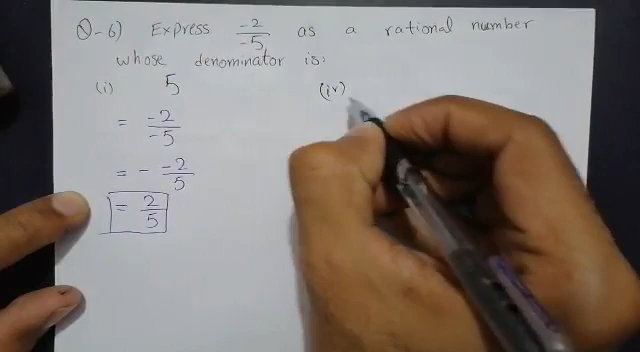 Q-6) Express -2/-5 as a rational number
whose denominator is:
(i) 5
= -2/-5
= - -2/5
= 2/5
(iv)